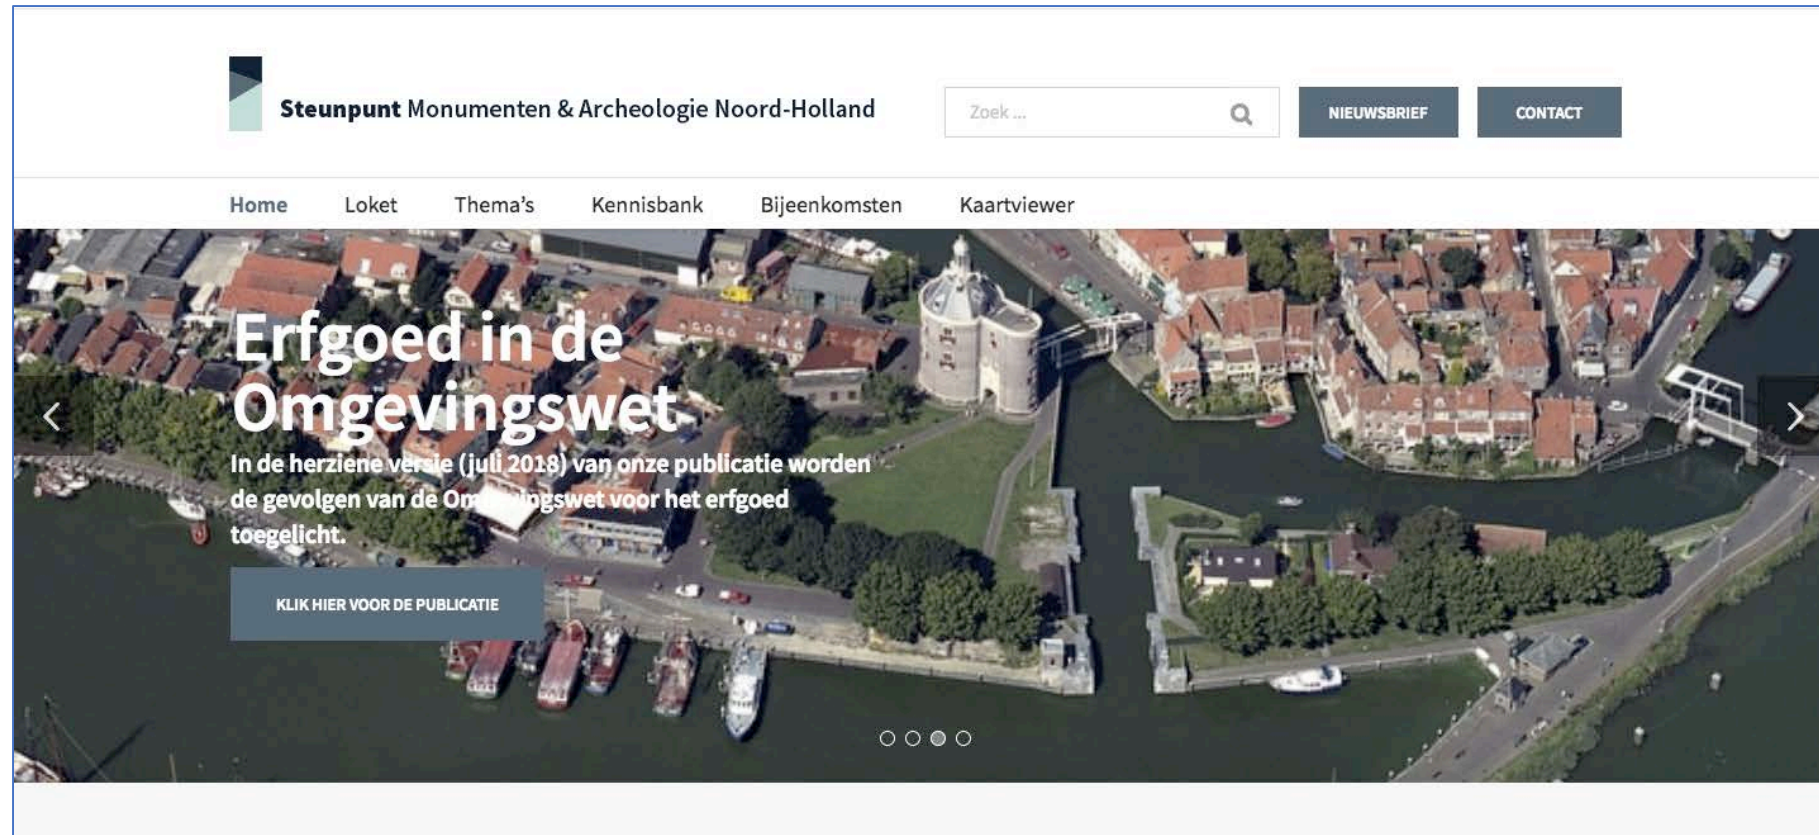 Steunpunt Monumenten & Archeologie Noord-Holland
Zoek ...
NIEUWSBRIEF
CONTACT
Home Loket Thema's Kennisbank Bijeenkomsten Kaartviewer
Erfgoed in de
Omgevingswet
In de herziene versie (juli 2018) van onze publicatie worden
de gevolgen van de Omgevingswet voor het erfgoed
toegelicht.
KLIK HIER VOOR DE PUBLICATIE